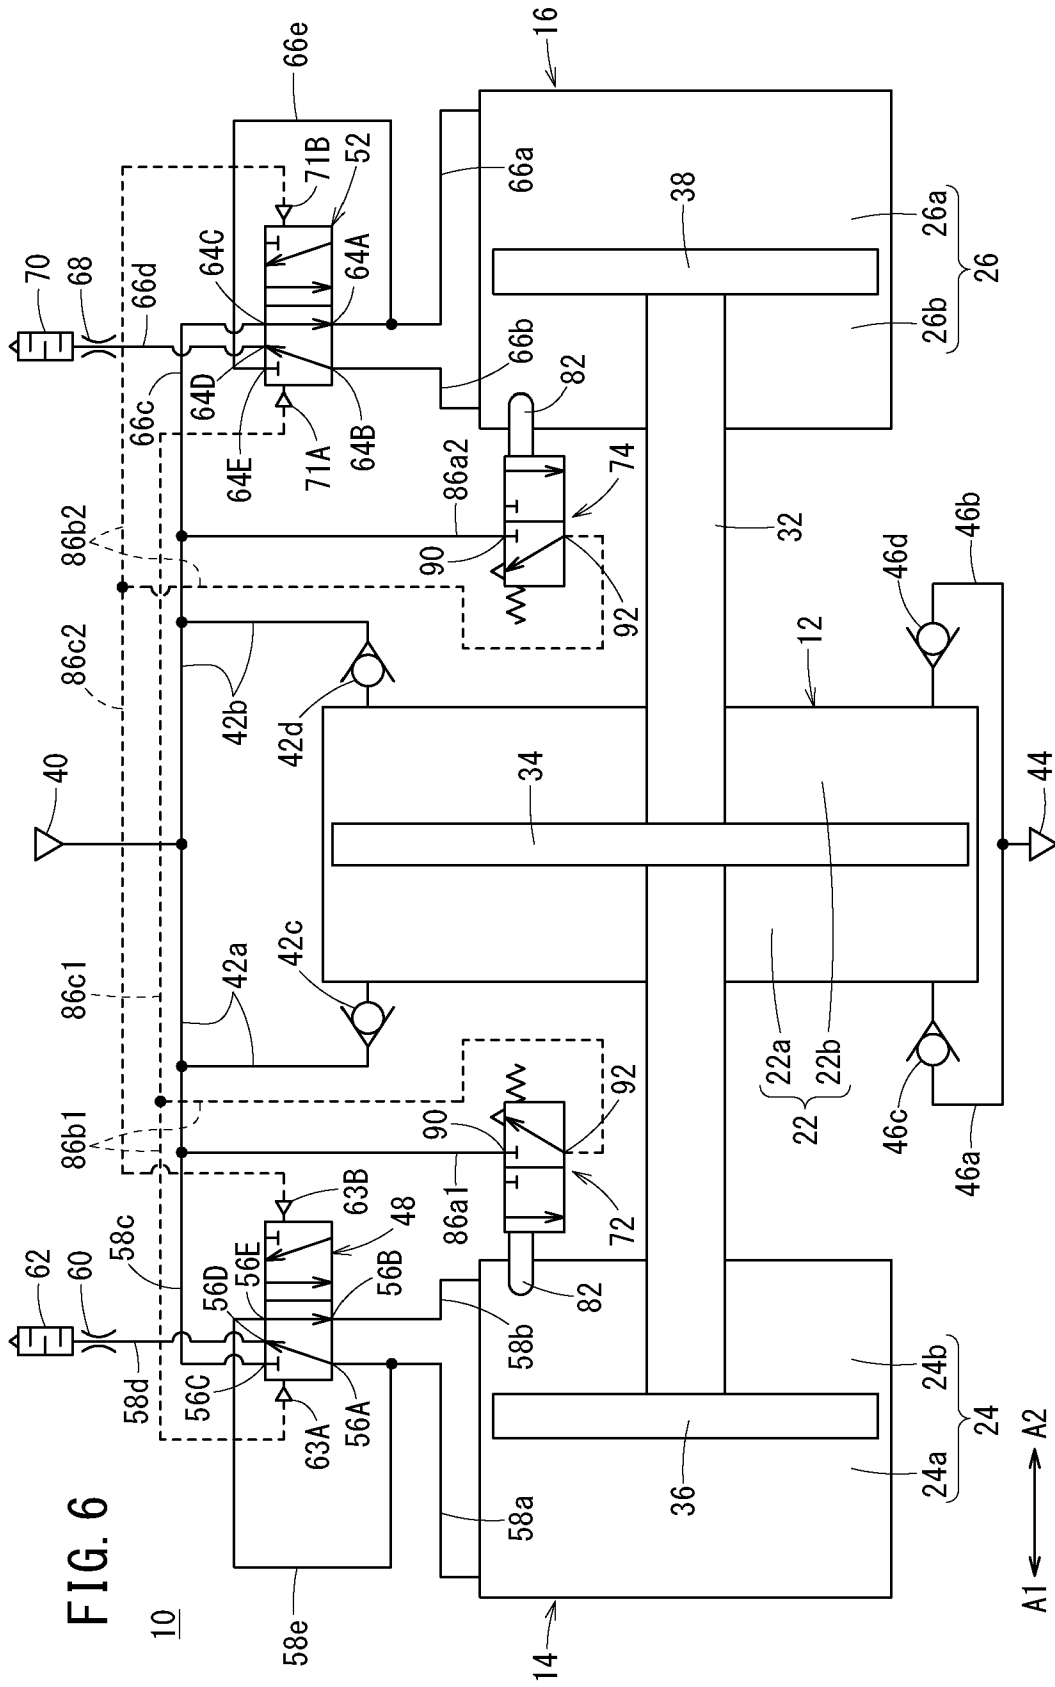 FIG. 6
10
62
60
58d
58c
56D
56E
56C
63A
56A
63B
48
56B
58e
58a
58b
86b1
86c1
86a1
42a
42c
40
86c2
86b2
42b
42d
90
92
72
82
90
92
74
82
86a2
70
68
66d
66c
64C
64D
64E
71A
64B
71B
52
64A
66e
66a
66b
14
36
24a
24b
24
34
12
22a
22b
22
32
38
16
26b
26a
26
46c
46a
46d
46b
44
A1
A2